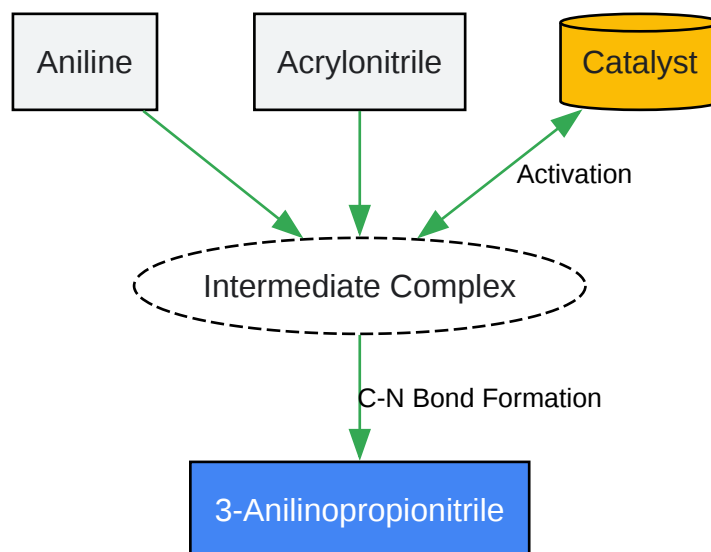 Aniline
Acrylonitrile
Catalyst
Activation
Intermediate Complex
C-N Bond Formation
3-Anilinopropionitrile